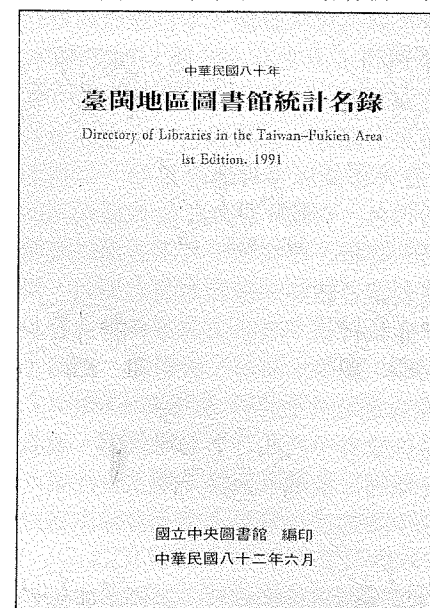 中華民國八十年
臺閩地區圖書館統計名錄
Directory of Libraries in the Taiwan–Fukien Area
1st Edition. 1991
國立中央圖書館 編印
中華民國八十二年六月